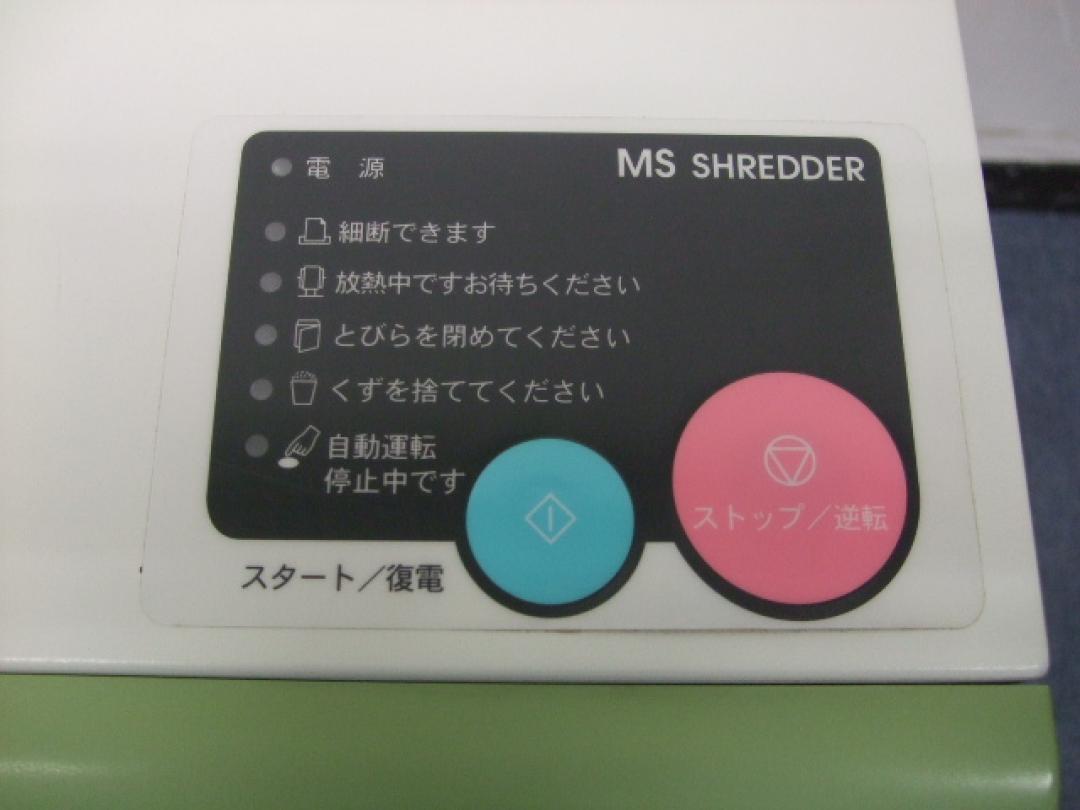 電 源
MS SHREDDER
細断できます
放熱中ですお待ちください
とびらを閉めてください
くずを捨ててください
自動運転
停止中です
ストップ／逆転
スタート／復電